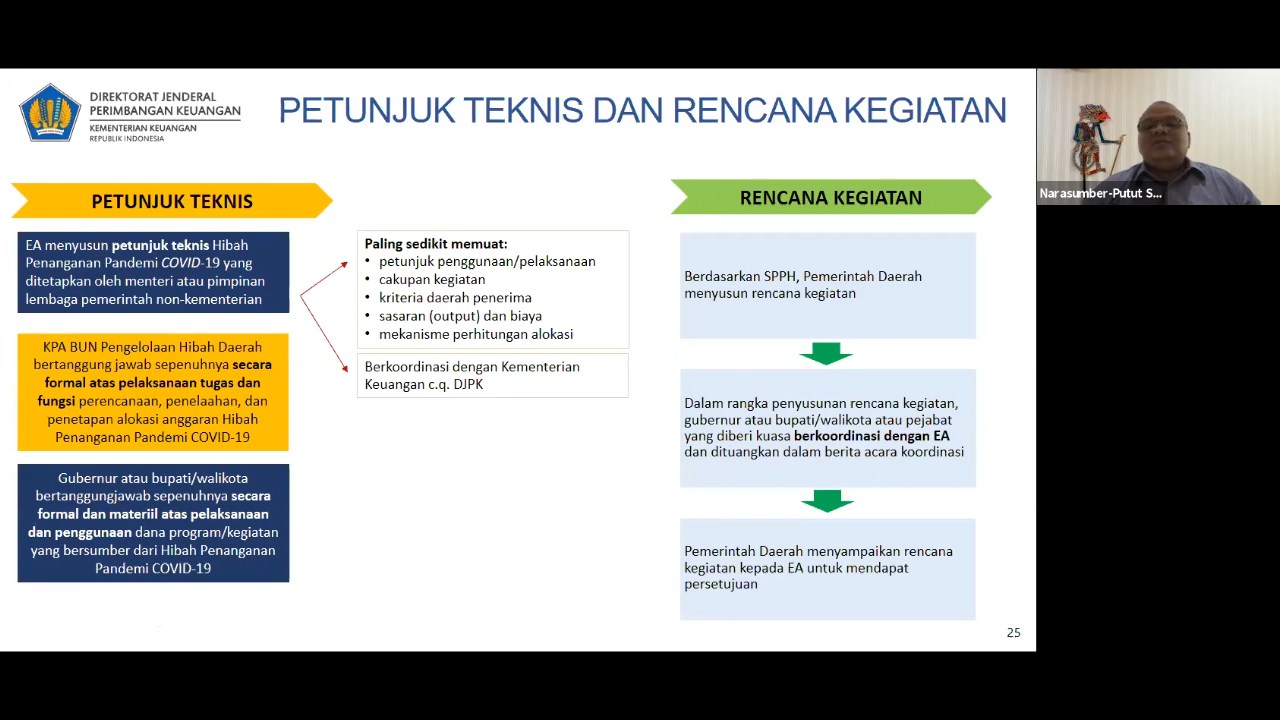 DIREKTORAT JENDERAL
PERIMBANGAN KEUANGAN
KEMENTERIAN KEUANGAN
REPUBLIK INDONESIA
PETUNJUK TEKNIS DAN RENCANA KEGIATAN
PETUNJUK TEKNIS
EA menyusun petunjuk teknis Hibah
Penanganan Pandemi COVID-19 yang
ditetapkan oleh menteri atau pimpinan
lembaga pemerintah non-kementerian
KPA BUN Pengelolaan Hibah Daerah
bertanggung jawab sepenuhnya secara
formal atas pelaksanaan tugas dan
fungsi perencanaan, penelaahan, dan
penetapan alokasi anggaran Hibah
Penanganan Pandemi COVID-19
Gubernur atau bupati/walikota
bertanggungjawab sepenuhnya secara
formal dan materiil atas pelaksanaan
dan penggunaan dana program/kegiatan
yang bersumber dari Hibah Penanganan
Pandemi COVID-19
Paling sedikit memuat:
• petunjuk penggunaan/pelaksanaan
• cakupan kegiatan
• kriteria daerah penerima
• sasaran (output) dan biaya
• mekanisme perhitungan alokasi
Berkoordinasi dengan Kementerian
Keuangan c.q. DJPK
RENCANA KEGIATAN
Berdasarkan SPPH, Pemerintah Daerah
menyusun rencana kegiatan
Dalam rangka penyusunan rencana kegiatan,
gubernur atau bupati/walikota atau pejabat
yang diberi kuasa berkoordinasi dengan EA
dan dituangkan dalam berita acara koordinasi
Pemerintah Daerah menyampaikan rencana
kegiatan kepada EA untuk mendapat
persetujuan
25
Narasumber-Putut S...